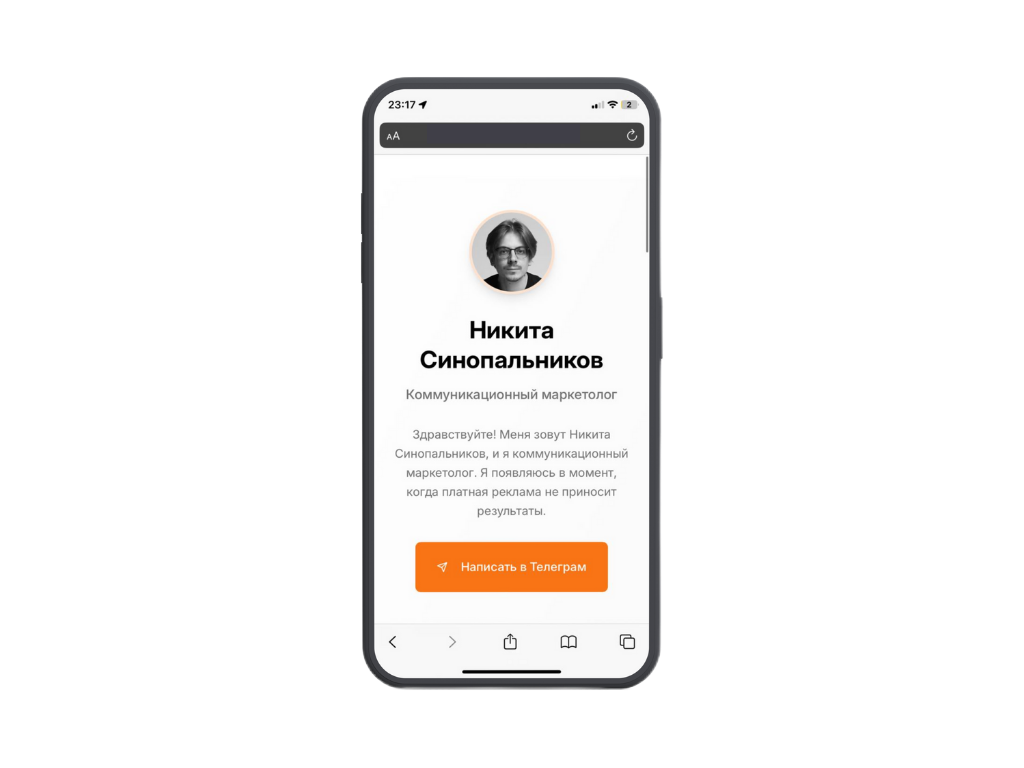 23:17
2
AA
Никита
Синопальников
Коммуникационный маркетолог
Здравствуйте! Меня зовут Никита
Синопальников, и я коммуникационный
маркетолог. Я появляюсь в момент,
когда платная реклама не приносит
результаты.
Написать в Телеграм